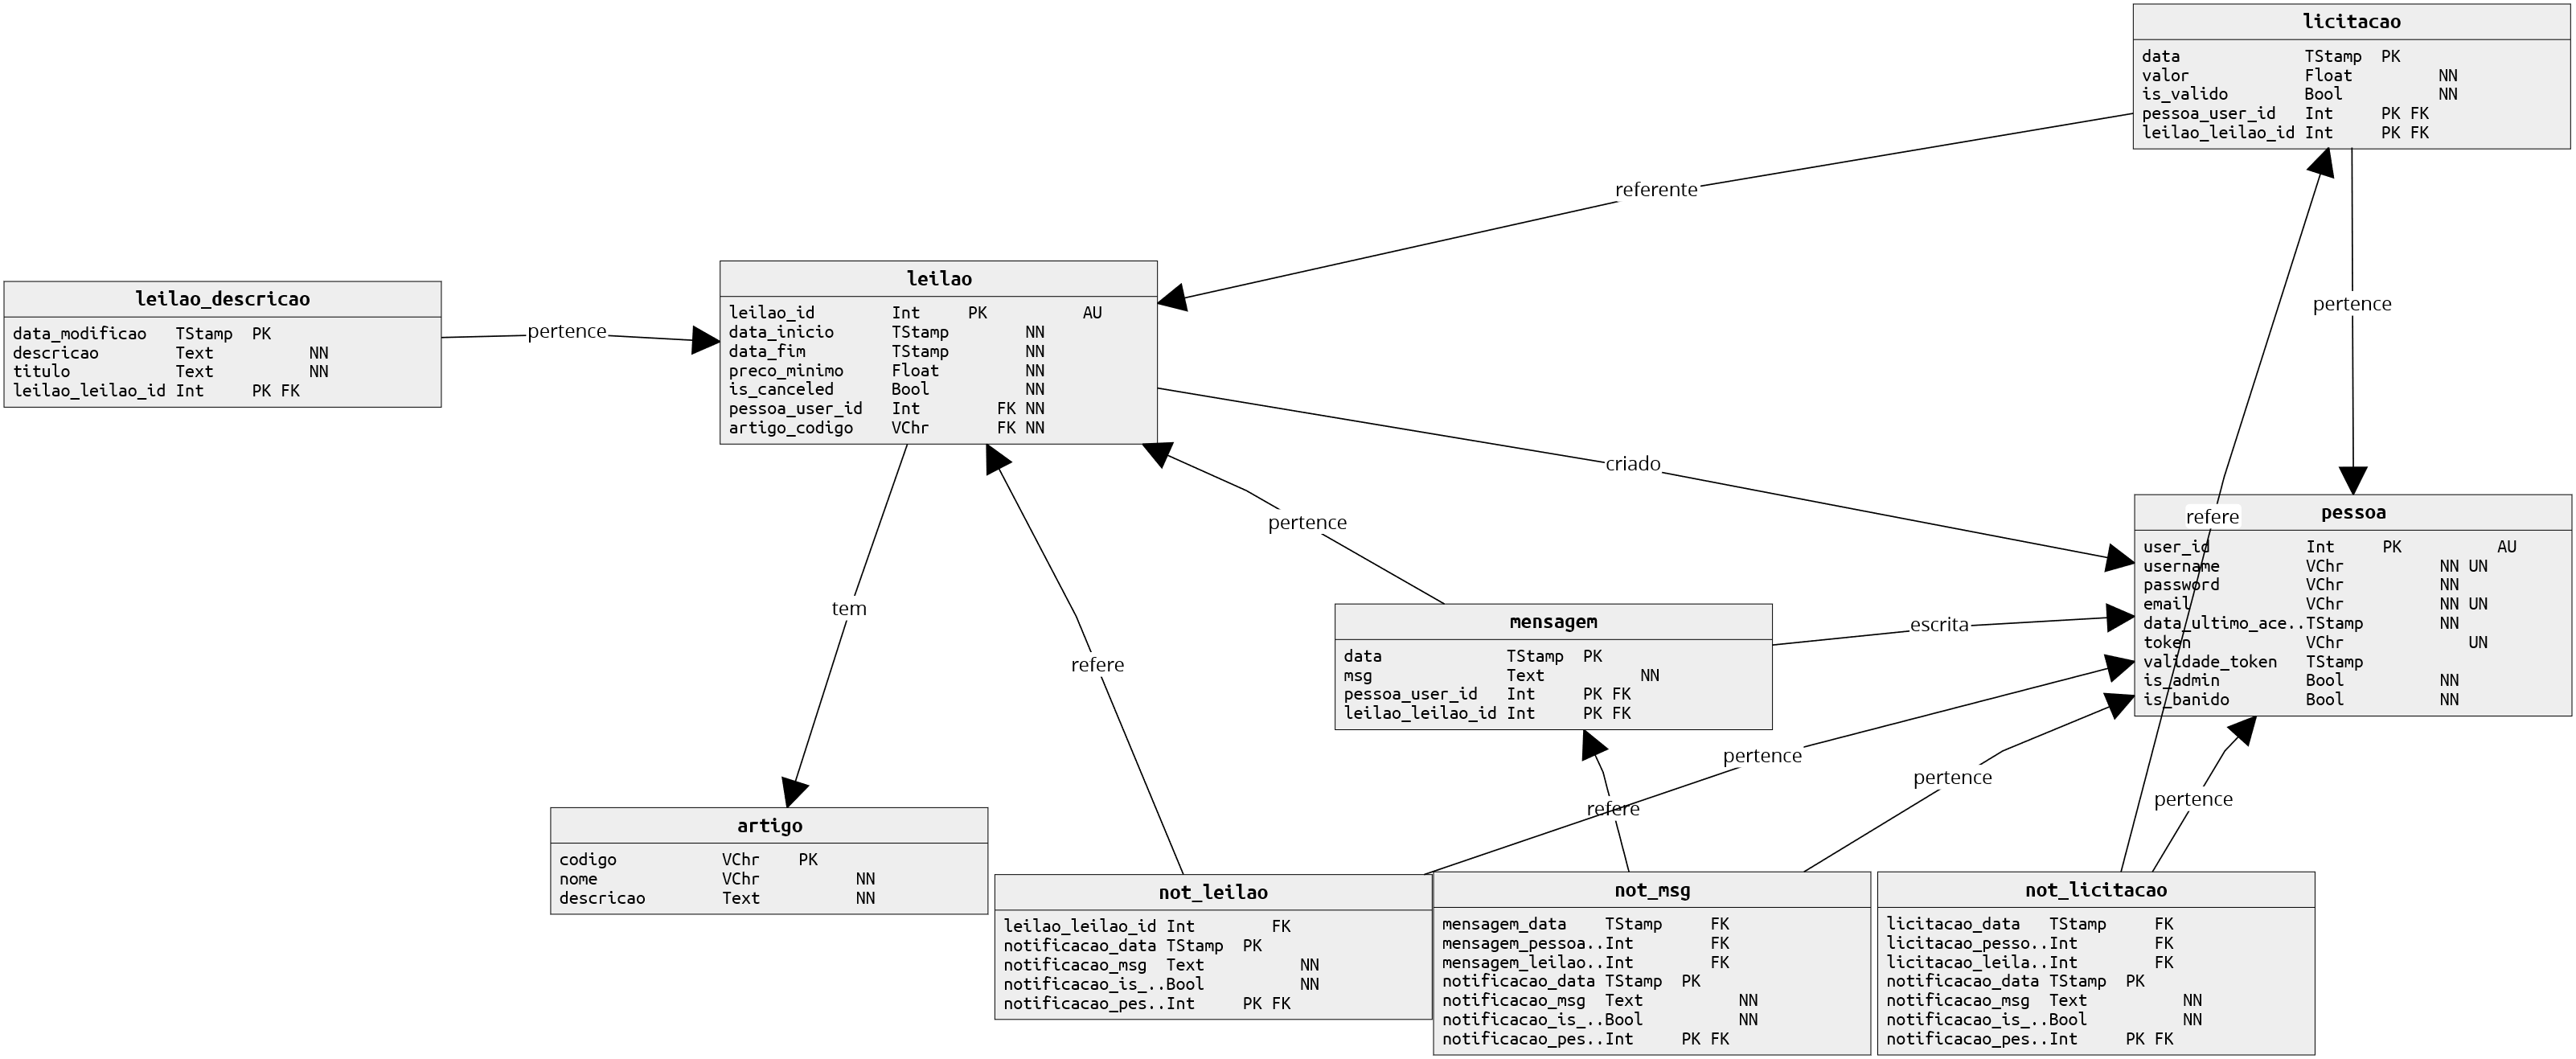 licitacao
data TStamp PK
valor Float NN
is_valido Bool NN
pessoa_user_id Int PK FK
leilao_leilao_id Int PK FK
referente
pertence
leilao_descricao
data_modificao TStamp PK
descricao Text NN
titulo Text NN
leilao_leilao_id Int PK FK
pertence
leilao
leilao_id Int PK AU
data_inicio TStamp NN
data_fim TStamp NN
preco_minimo Float NN
is_canceled Bool NN
pessoa_user_id Int FK NN
artigo_codigo VChr FK NN
criado
pertence
refere
pessoa
user_id Int PK AU
username VChr NN UN
password VChr NN
email VChr NN UN
data_ultimo_ace..TStamp NN
token VChr UN
validade_token TStamp
is_admin Bool NN
is_banido Bool NN
tem
refere
mensagem
data TStamp PK
msg Text NN
pessoa_user_id Int PK FK
leilao_leilao_id Int PK FK
escrita
pertence
refere
pertence
pertence
artigo
codigo VChr PK
nome VChr NN
descricao Text NN
not_leilao
leilao_leilao_id Int FK
notificacao_data TStamp PK
notificacao_msg Text NN
notificacao_is_..Bool NN
notificacao_pes..Int PK FK
not_msg
mensagem_data TStamp FK
mensagem_pessoa..Int FK
mensagem_leilao..Int FK
notificacao_data TStamp PK
notificacao_msg Text NN
notificacao_is_..Bool NN
notificacao_pes..Int PK FK
not_licitacao
licitacao_data TStamp FK
licitacao_pesso..Int FK
licitacao_leila..Int FK
notificacao_data TStamp PK
notificacao_msg Text NN
notificacao_is_..Bool NN
notificacao_pes..Int PK FK